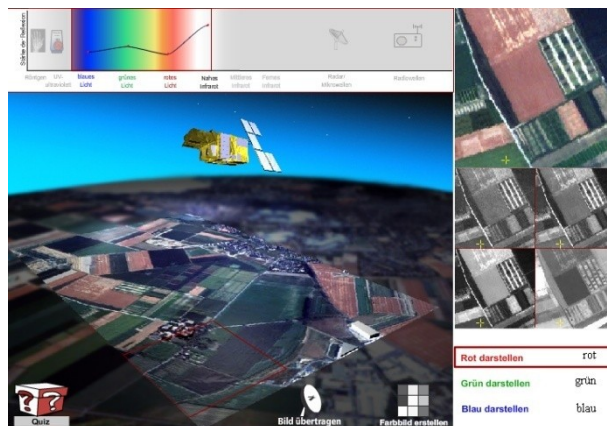 Stärke der Reflexion
Röntgen
UV-
ultraviolett
blaues
Licht
grünes
Licht
rotes
Licht
Nahes
Infrarot
Mittleres
Infrarot
Fernes
Infrarot
Radar/
Mikrowellen
Radiowellen
Rot darstellen rot
Grün darstellen grün
Blau darstellen blau
Quiz
Bild übertragen
Farbbild erstellen